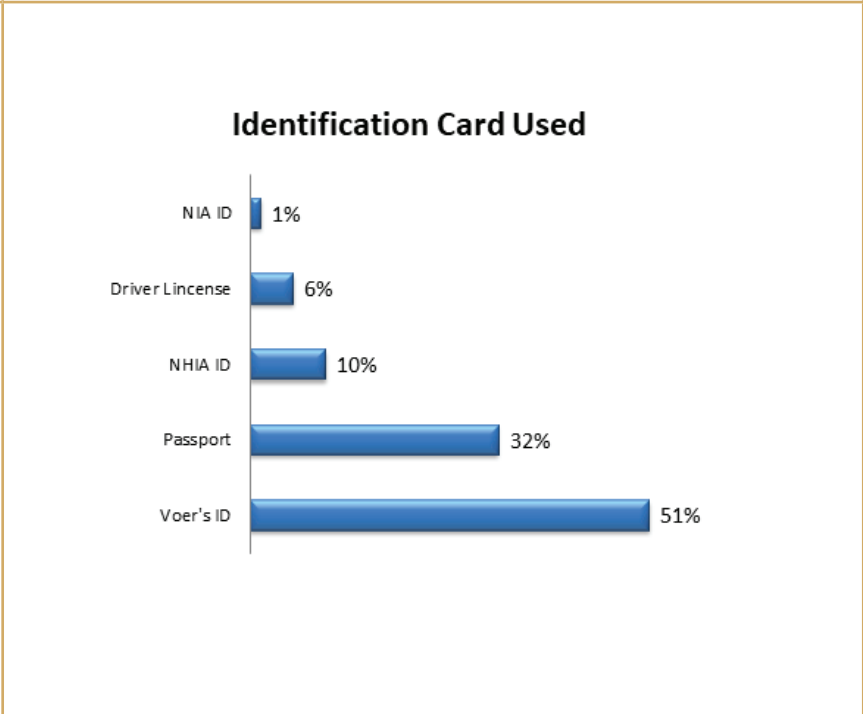 Identification Card Used
NIA ID 1%
Driver Lincense 6%
NHIA ID 10%
Passport 32%
Voer's ID 51%